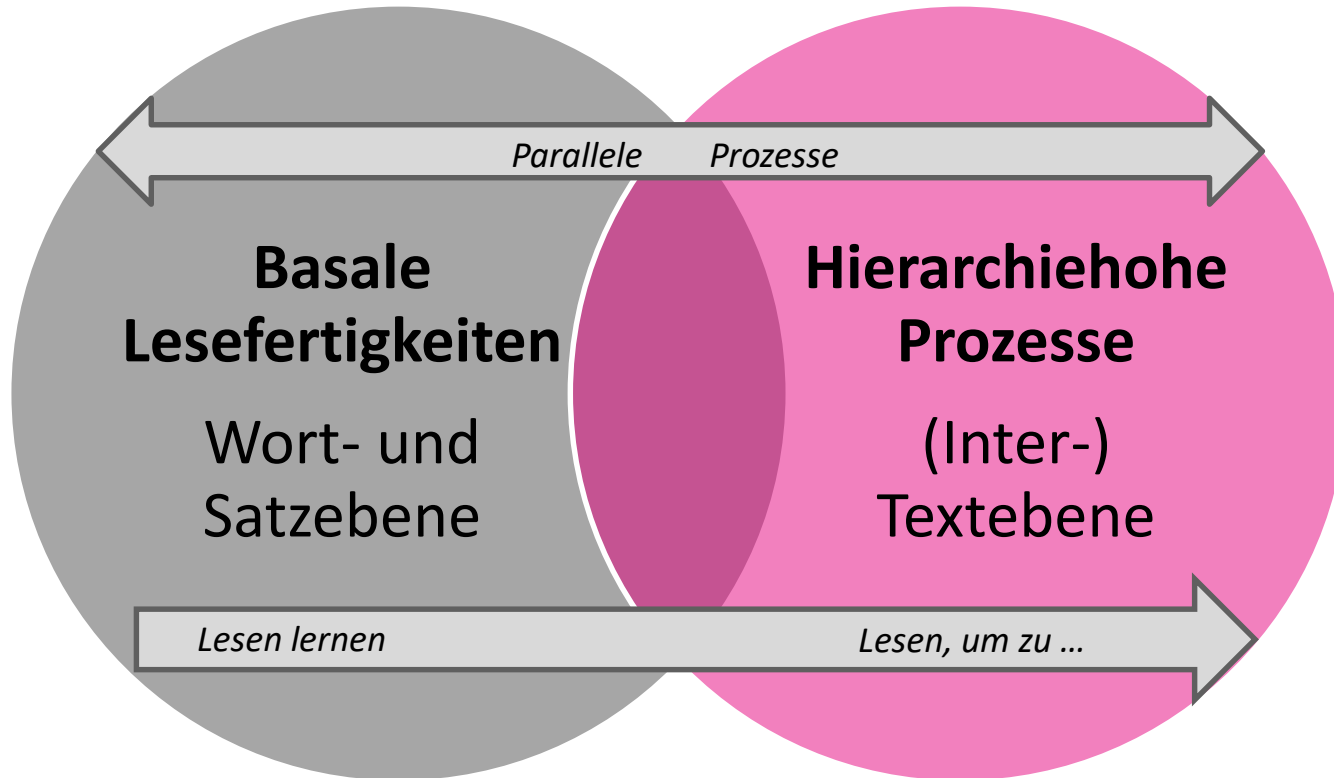 Parallele Prozesse
Basale
Lesefertigkeiten
Wort- und
Satzebene
Hierarchiehohe
Prozesse
(Inter-)
Textebene
Lesen lernen
Lesen, um zu …